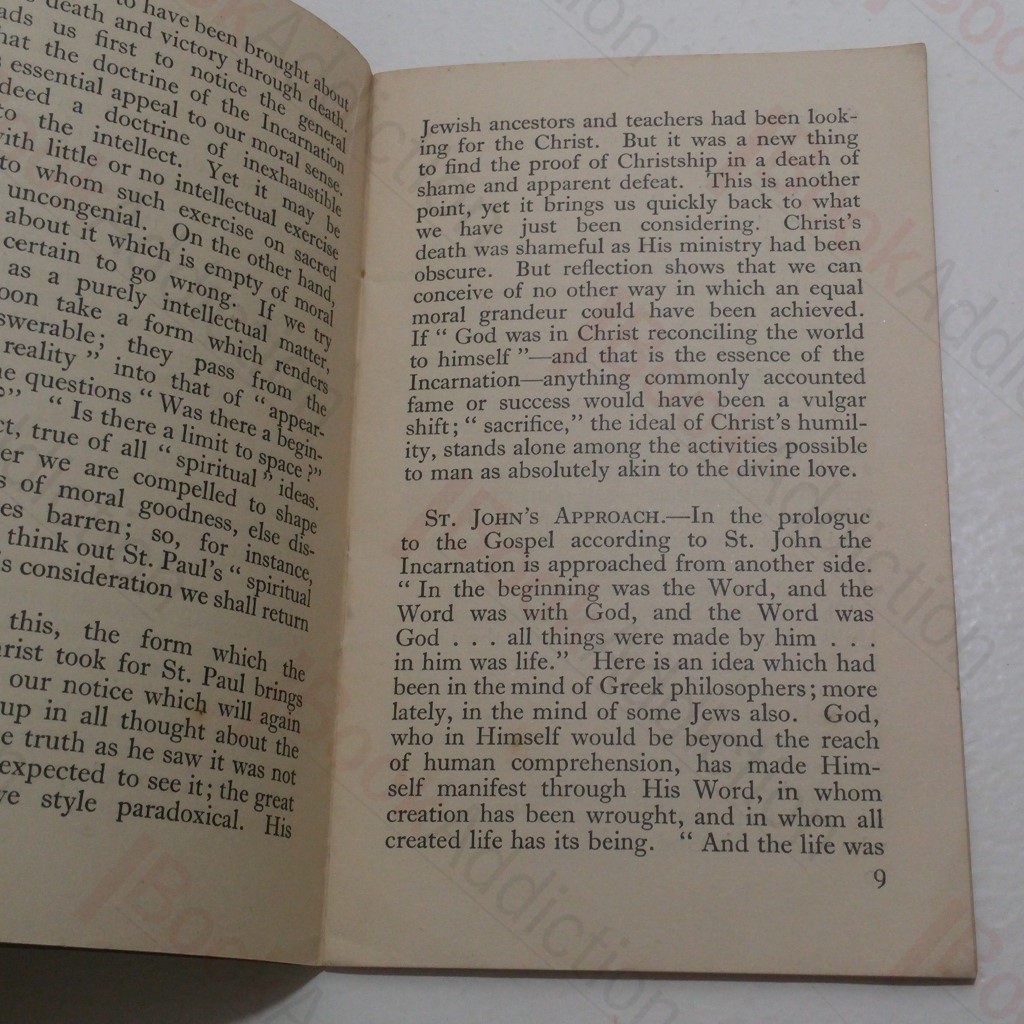 to have been brought about
death and victory through death.
ads us first to notice the general
hat the doctrine of the Incarnation
essential appeal to our moral sense.
deed a doctrine of inexhaustible
to the intellect. Yet it may be
with little or no intellectual exercise
to whom such exercise on sacred
uncongenial. On the other hand,
about it which is empty of moral
certain to go wrong. If we try
as a purely intellectual matter,
oon take a form which renders
swerable; they pass from the
reality ” into that of “ appear-
e questions “ Was there a begin-
?” “ Is there a limit to space ?”
ct, true of all “ spiritual ” ideas.
er we are compelled to shape
s of moral goodness, else dis-
es barren; so, for instance,
think out St. Paul's “ spiritual
's consideration we shall return
this, the form which the
rist took for St. Paul brings
our notice which will again
up in all thought about the
e truth as he saw it was not
expected to see it; the great
ve style paradoxical. His
Jewish ancestors and teachers had been look-
ing for the Christ. But it was a new thing
to find the proof of Christship in a death of
shame and apparent defeat. This is another
point, yet it brings us quickly back to what
we have just been considering. Christ's
death was shameful as His ministry had been
obscure. But reflection shows that we can
conceive of no other way in which an equal
moral grandeur could have been achieved.
If “ God was in Christ reconciling the world
to himself ”—and that is the essence of the
Incarnation—anything commonly accounted
fame or success would have been a vulgar
shift; “ sacrifice,” the ideal of Christ's humil-
ity, stands alone among the activities possible
to man as absolutely akin to the divine love.
St. John's Approach.—In the prologue
to the Gospel according to St. John the
Incarnation is approached from another side.
“ In the beginning was the Word, and the
Word was with God, and the Word was
God . . . all things were made by him . . .
in him was life.” Here is an idea which had
been in the mind of Greek philosophers; more
lately, in the mind of some Jews also. God,
who in Himself would be beyond the reach
of human comprehension, has made Him-
self manifest through His Word, in whom
creation has been wrought, and in whom all
created life has its being. “ And the life was
9
BookAddiction